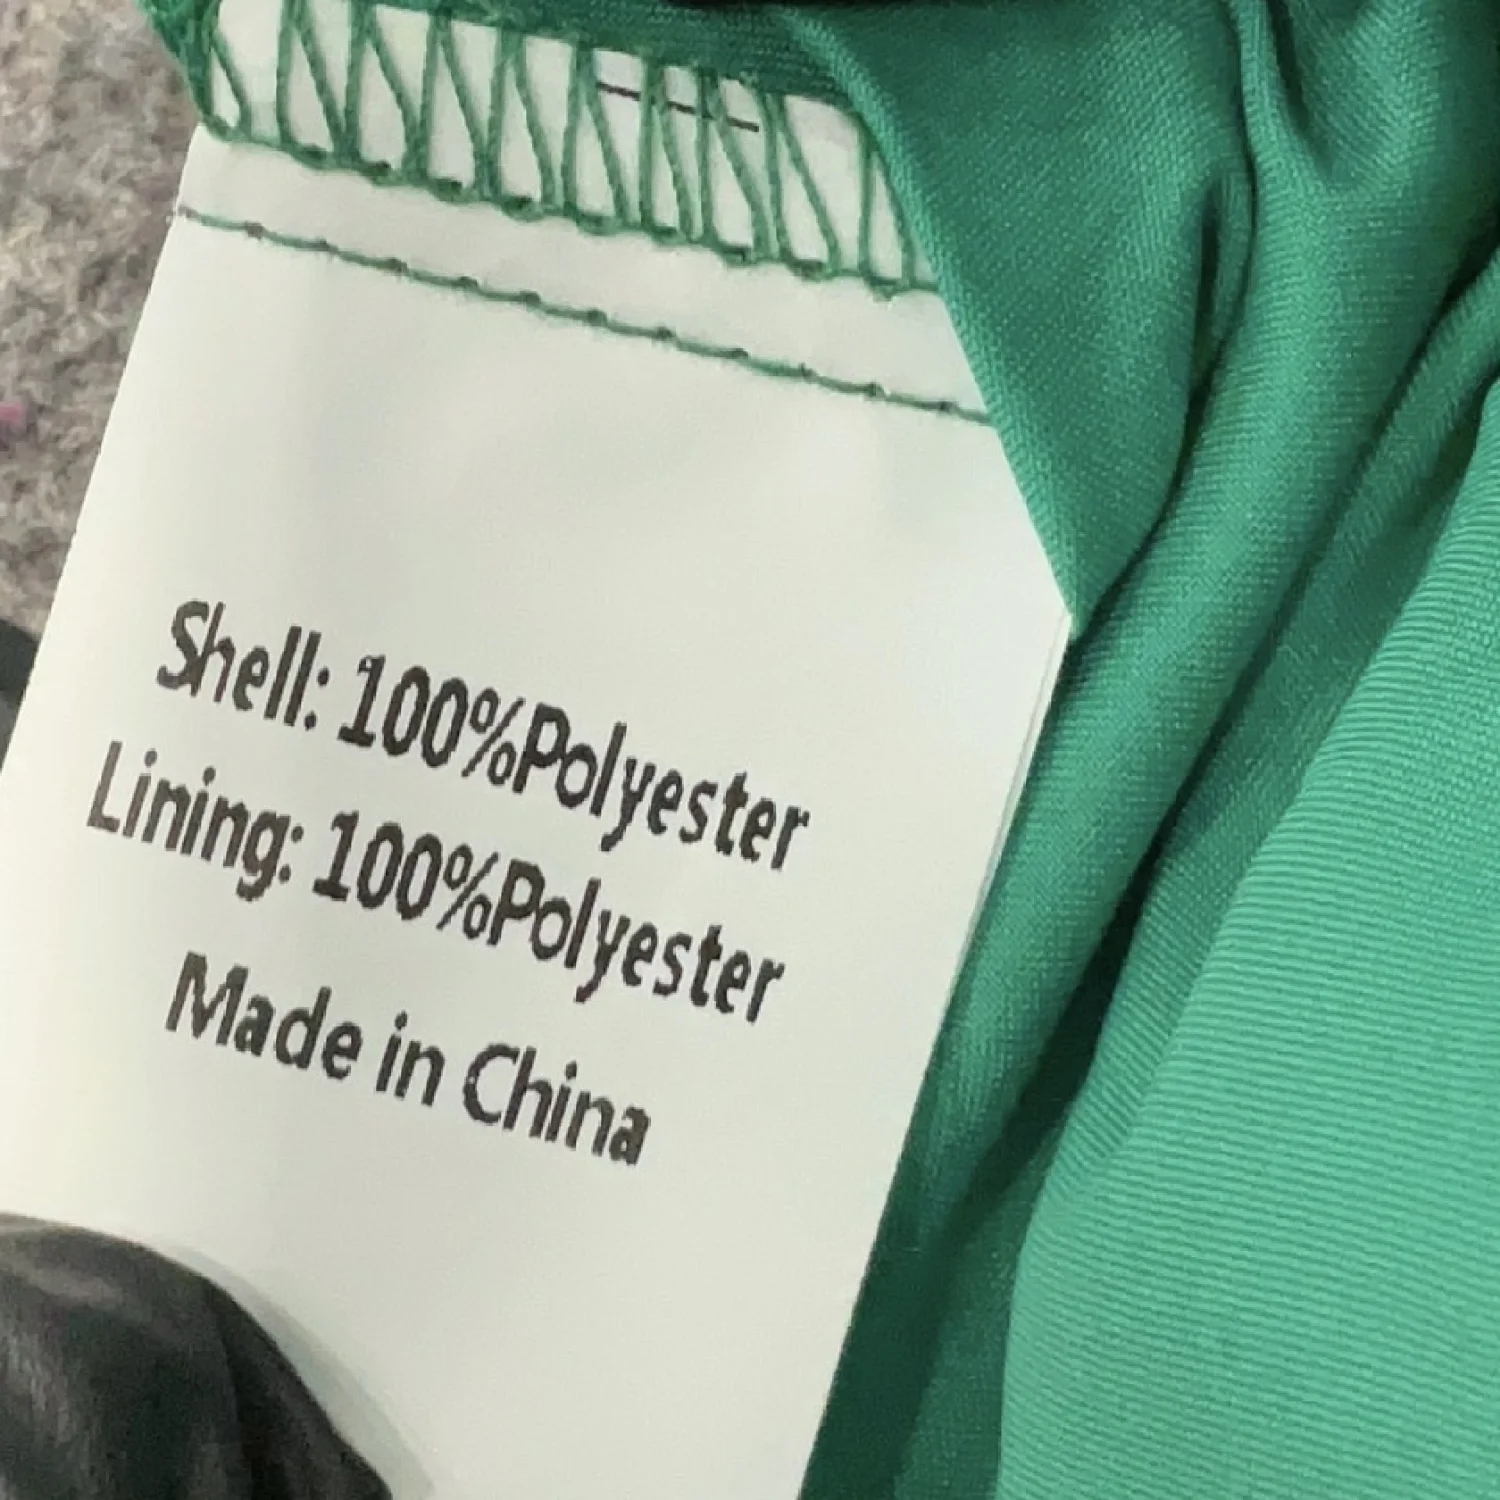 Shell: 100%Polyester
Lining: 100%Polyester
Made in China